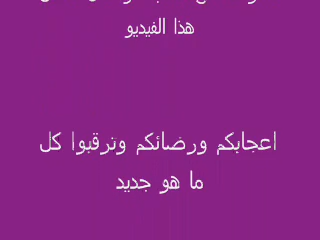 هذا الفيديو
اعجابكم ورضائكم وترقبوا كل
ما هو جديد